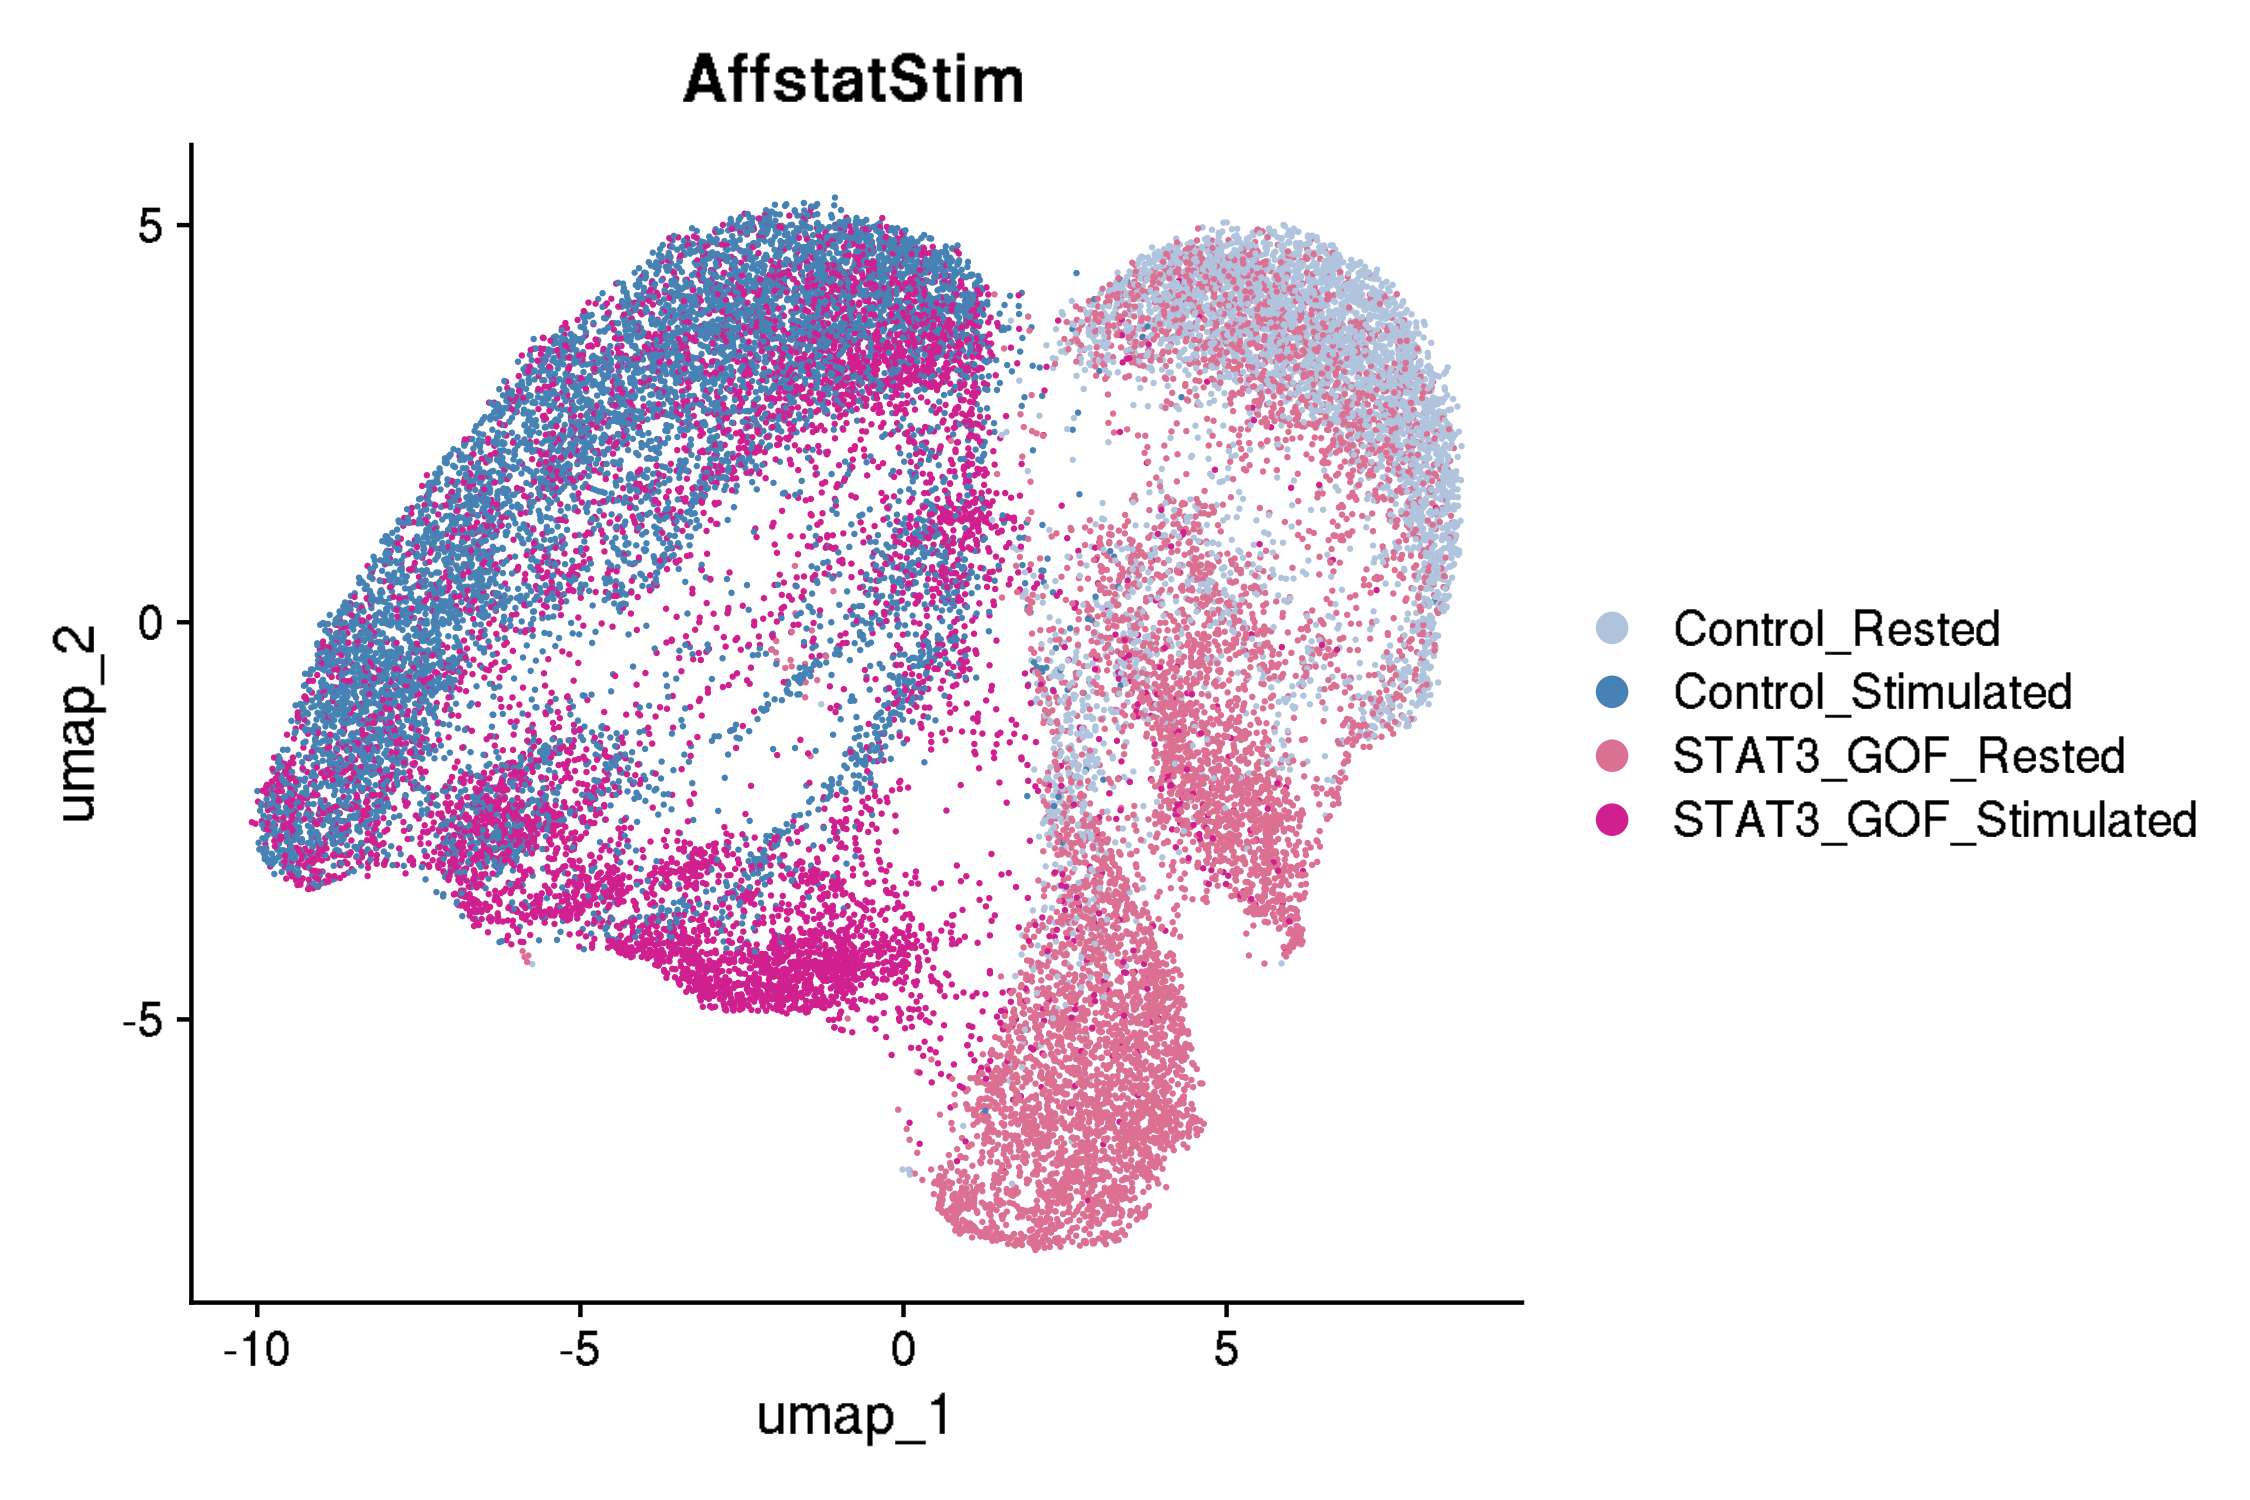 AffstatStim
5
0
-5
umap_2
-10
-5
0
5
umap_1
Control_Rested
Control_Stimulated
STAT3_GOF_Rested
STAT3_GOF_Stimulated